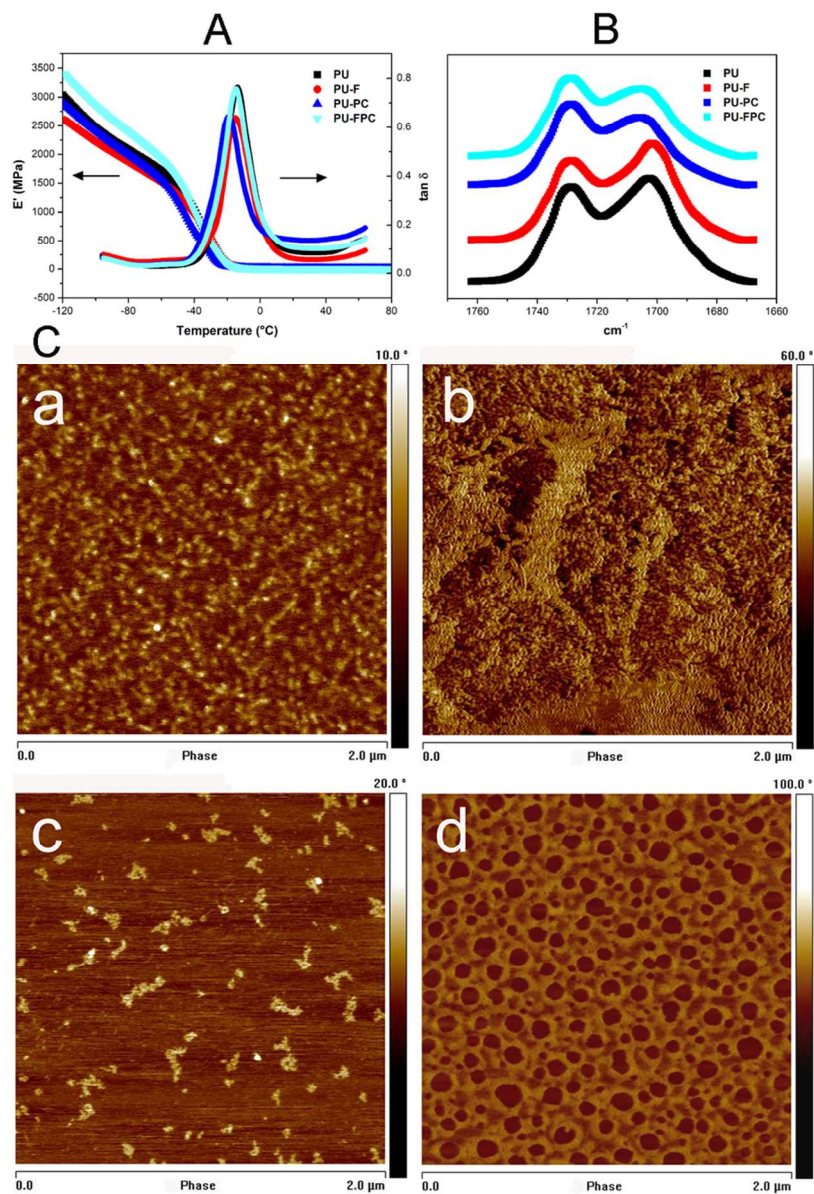 A
B
3500
3000
2500
2000
1500
1000
500
0
-500
E' (MPa)
0.8
0.6
0.4
0.2
0.0
tan δ
PU
PU-F
PU-PC
PU-FPC
-120
-80
-40
0
40
80
Temperature (°C)
PU
PU-F
PU-PC
PU-FPC
1760
1740
1720
1700
1680
1660
cm-1
C
10.0 °
60.0 °
a
b
0.0
Phase
2.0 µm
0.0
Phase
2.0 µm
20.0 °
100.0 °
c
d
0.0
Phase
2.0 µm
0.0
Phase
2.0 µm